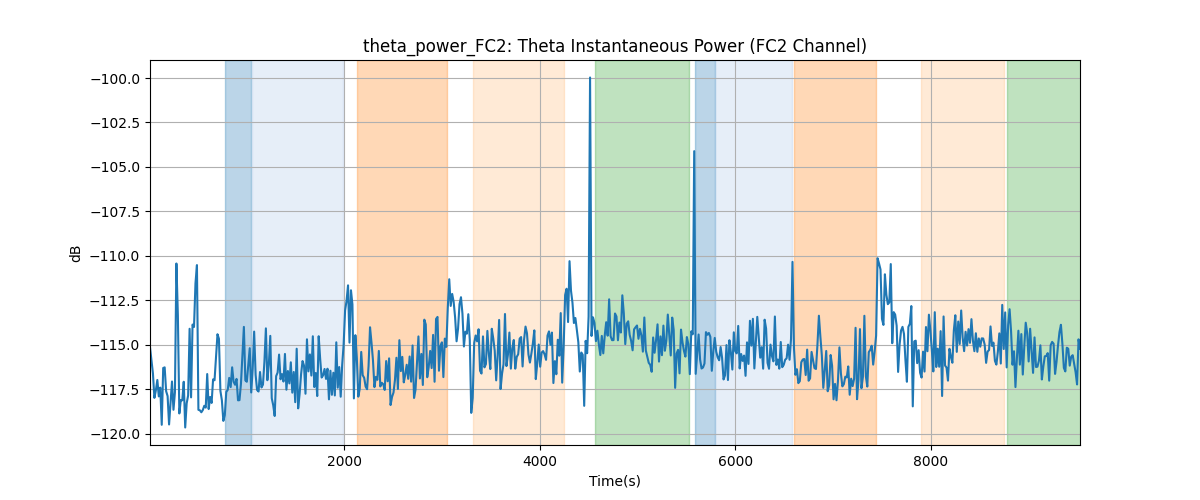 theta_power_FC2: Theta Instantaneous Power (FC2 Channel)
−100.0
−102.5
−105.0
−107.5
−110.0
−112.5
−115.0
−117.5
−120.0
dB
2000 4000 6000 8000
Time(s)